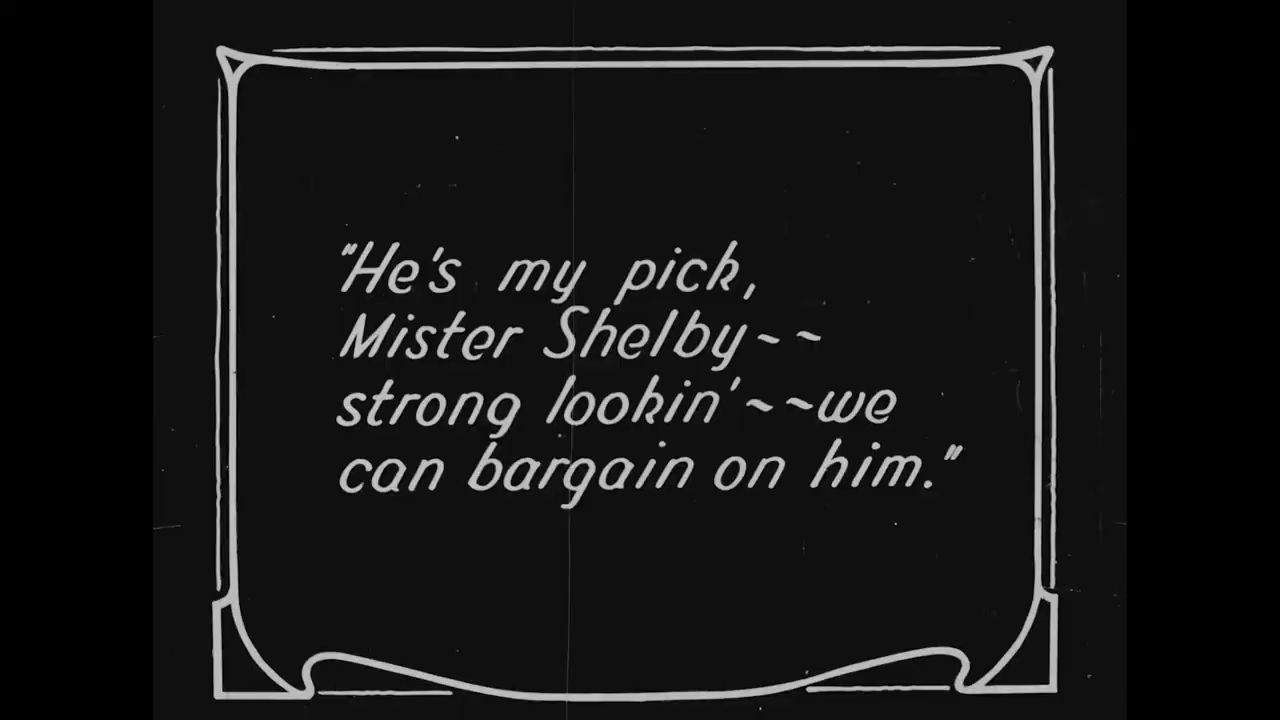 "He's my pick,
Mister Shelby~~
strong lookin'~~we
can bargain on him."